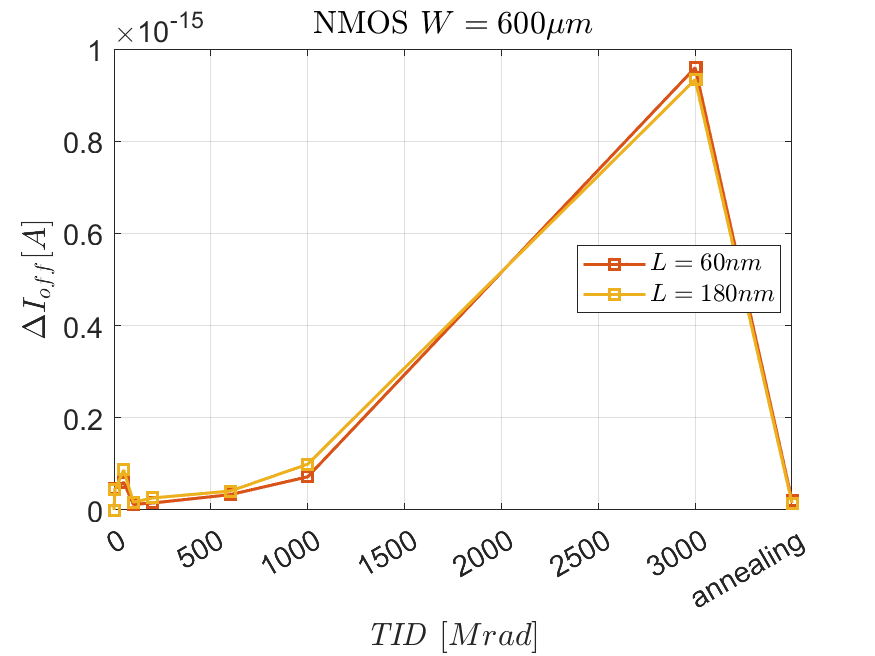 ×10⁻¹⁵
NMOS W = 600μm
1
0.8
0.6
0.4
0.2
0
ΔI_off[A]
L = 60nm
L = 180nm
0
500
1000
1500
2000
2500
3000
annealing
TID [Mrad]